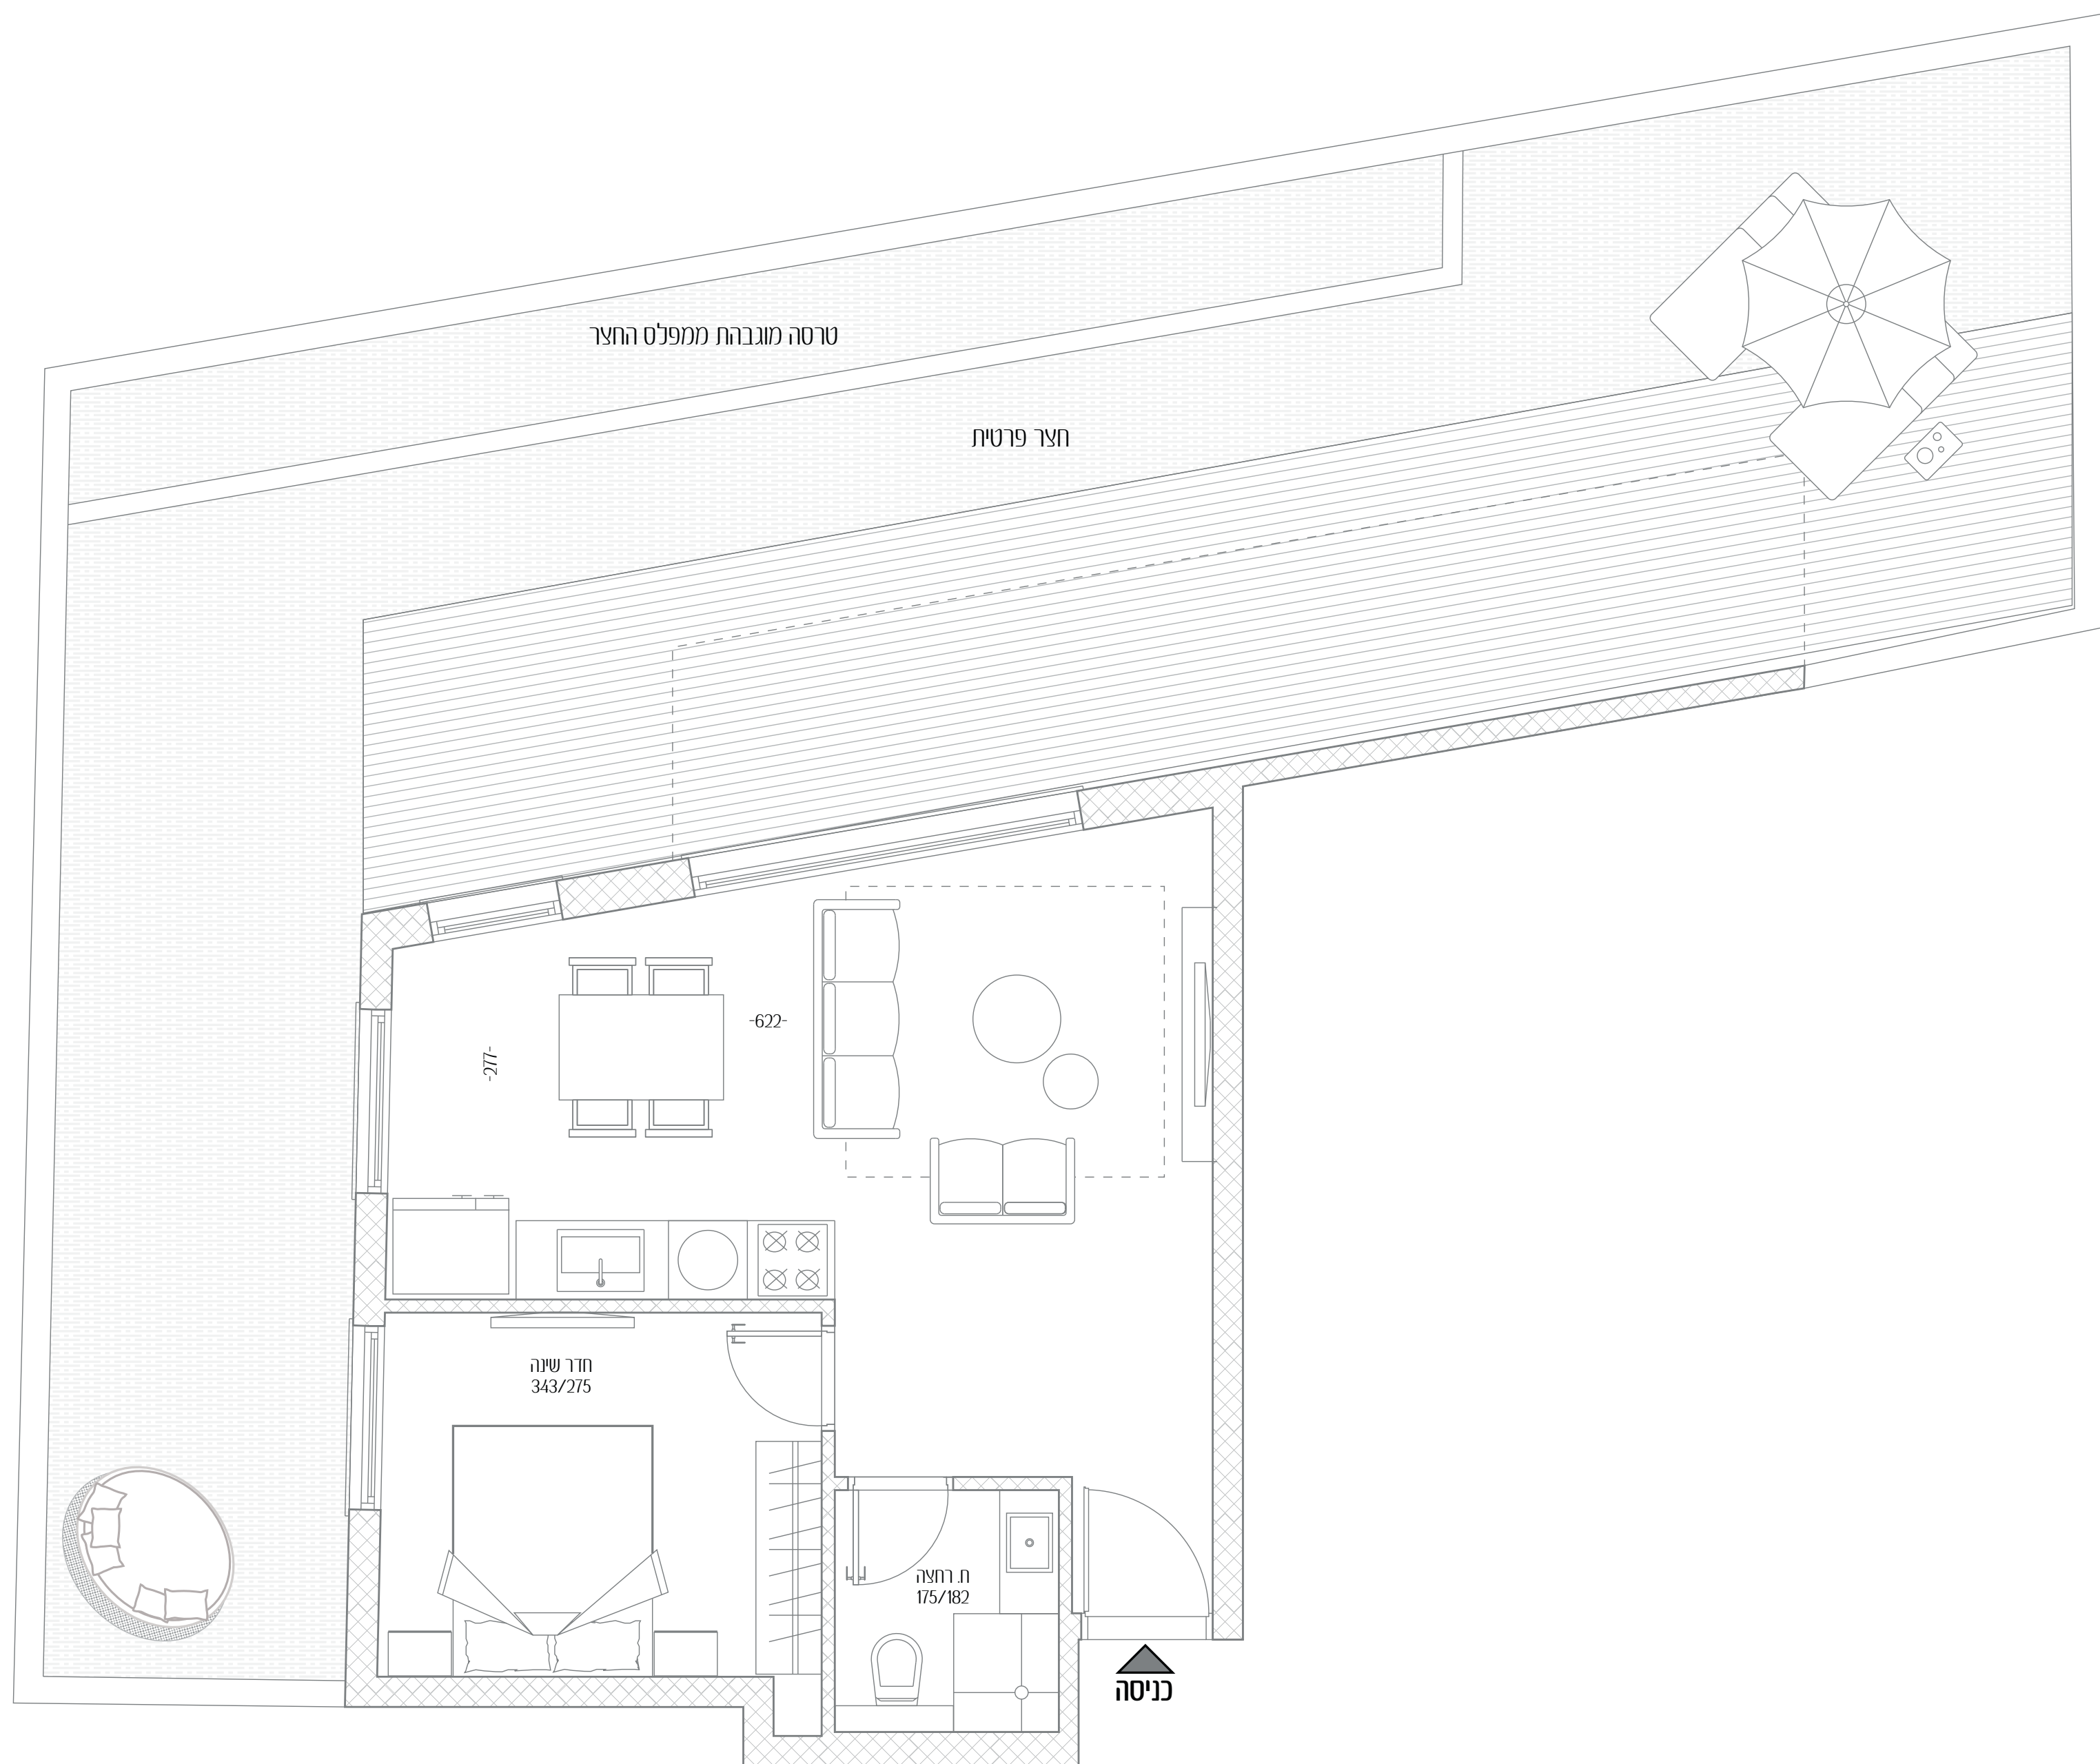 טרסה מוגבהת ממפלס החצר
חצר פרטית
-622-
-277-
חדר שינה
343/275
ח. רחצה
175/182
כניסה